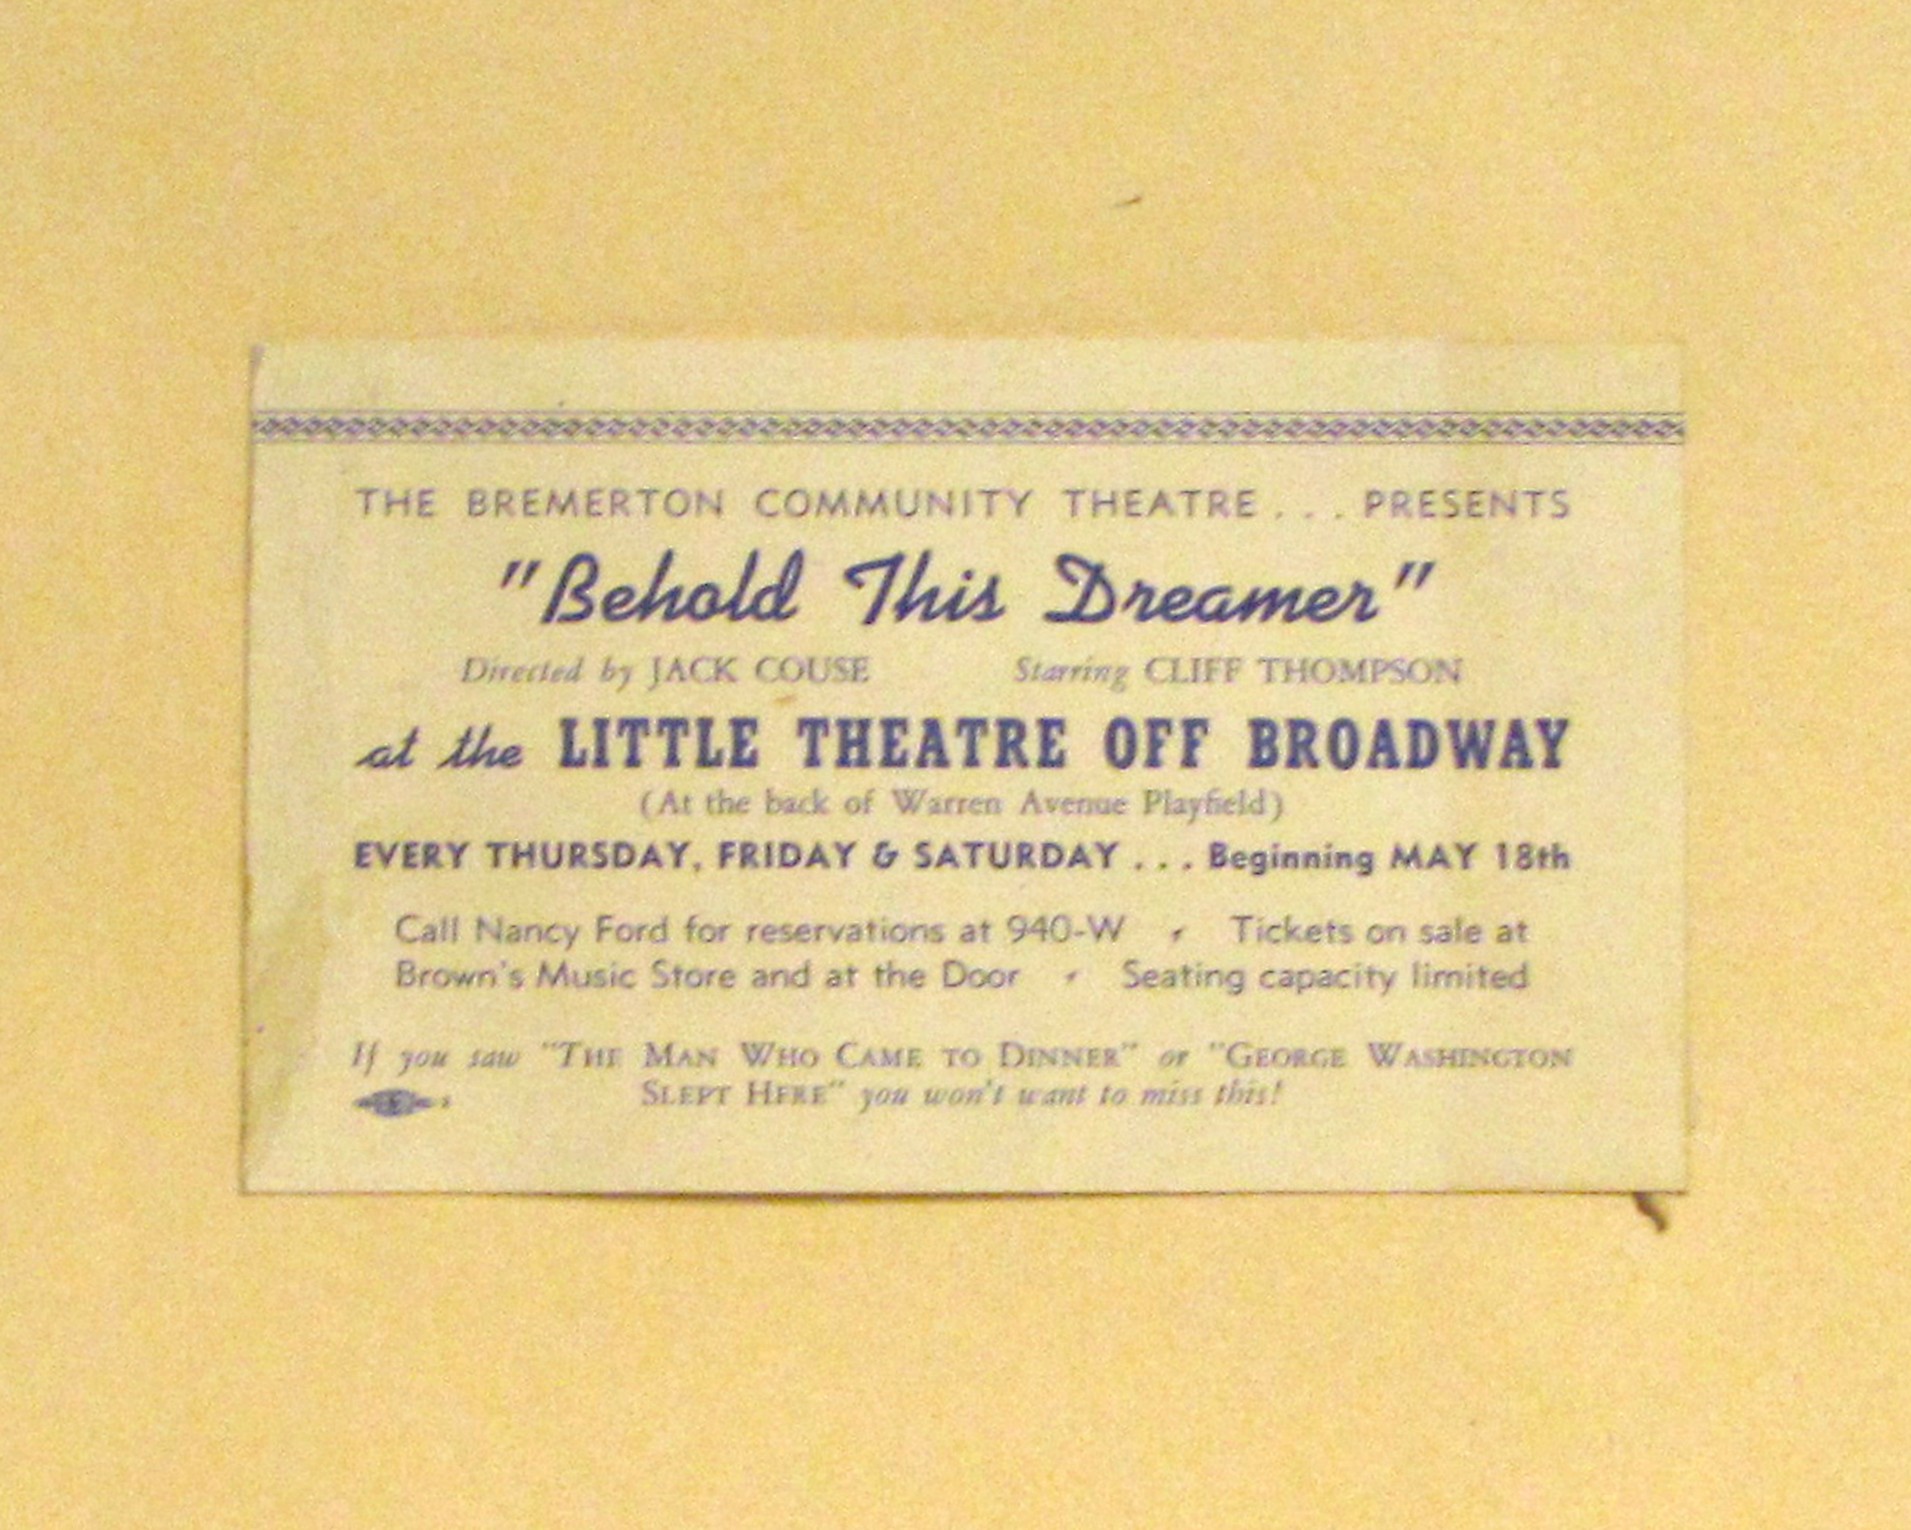 THE BREMERTON COMMUNITY THEATRE . . . PRESENTS
"Behold This Dreamer"
Directed by JACK COUSE Starring CLIFF THOMPSON
at the LITTLE THEATRE OFF BROADWAY
(At the back of Warren Avenue Playfield)
EVERY THURSDAY, FRIDAY & SATURDAY . . . Beginning MAY 18th
Call Nancy Ford for reservations at 940-W • Tickets on sale at
Brown's Music Store and at the Door • Seating capacity limited
If you saw "THE MAN WHO CAME TO DINNER" or "GEORGE WASHINGTON
SLEPT HERE" you won't want to miss this!